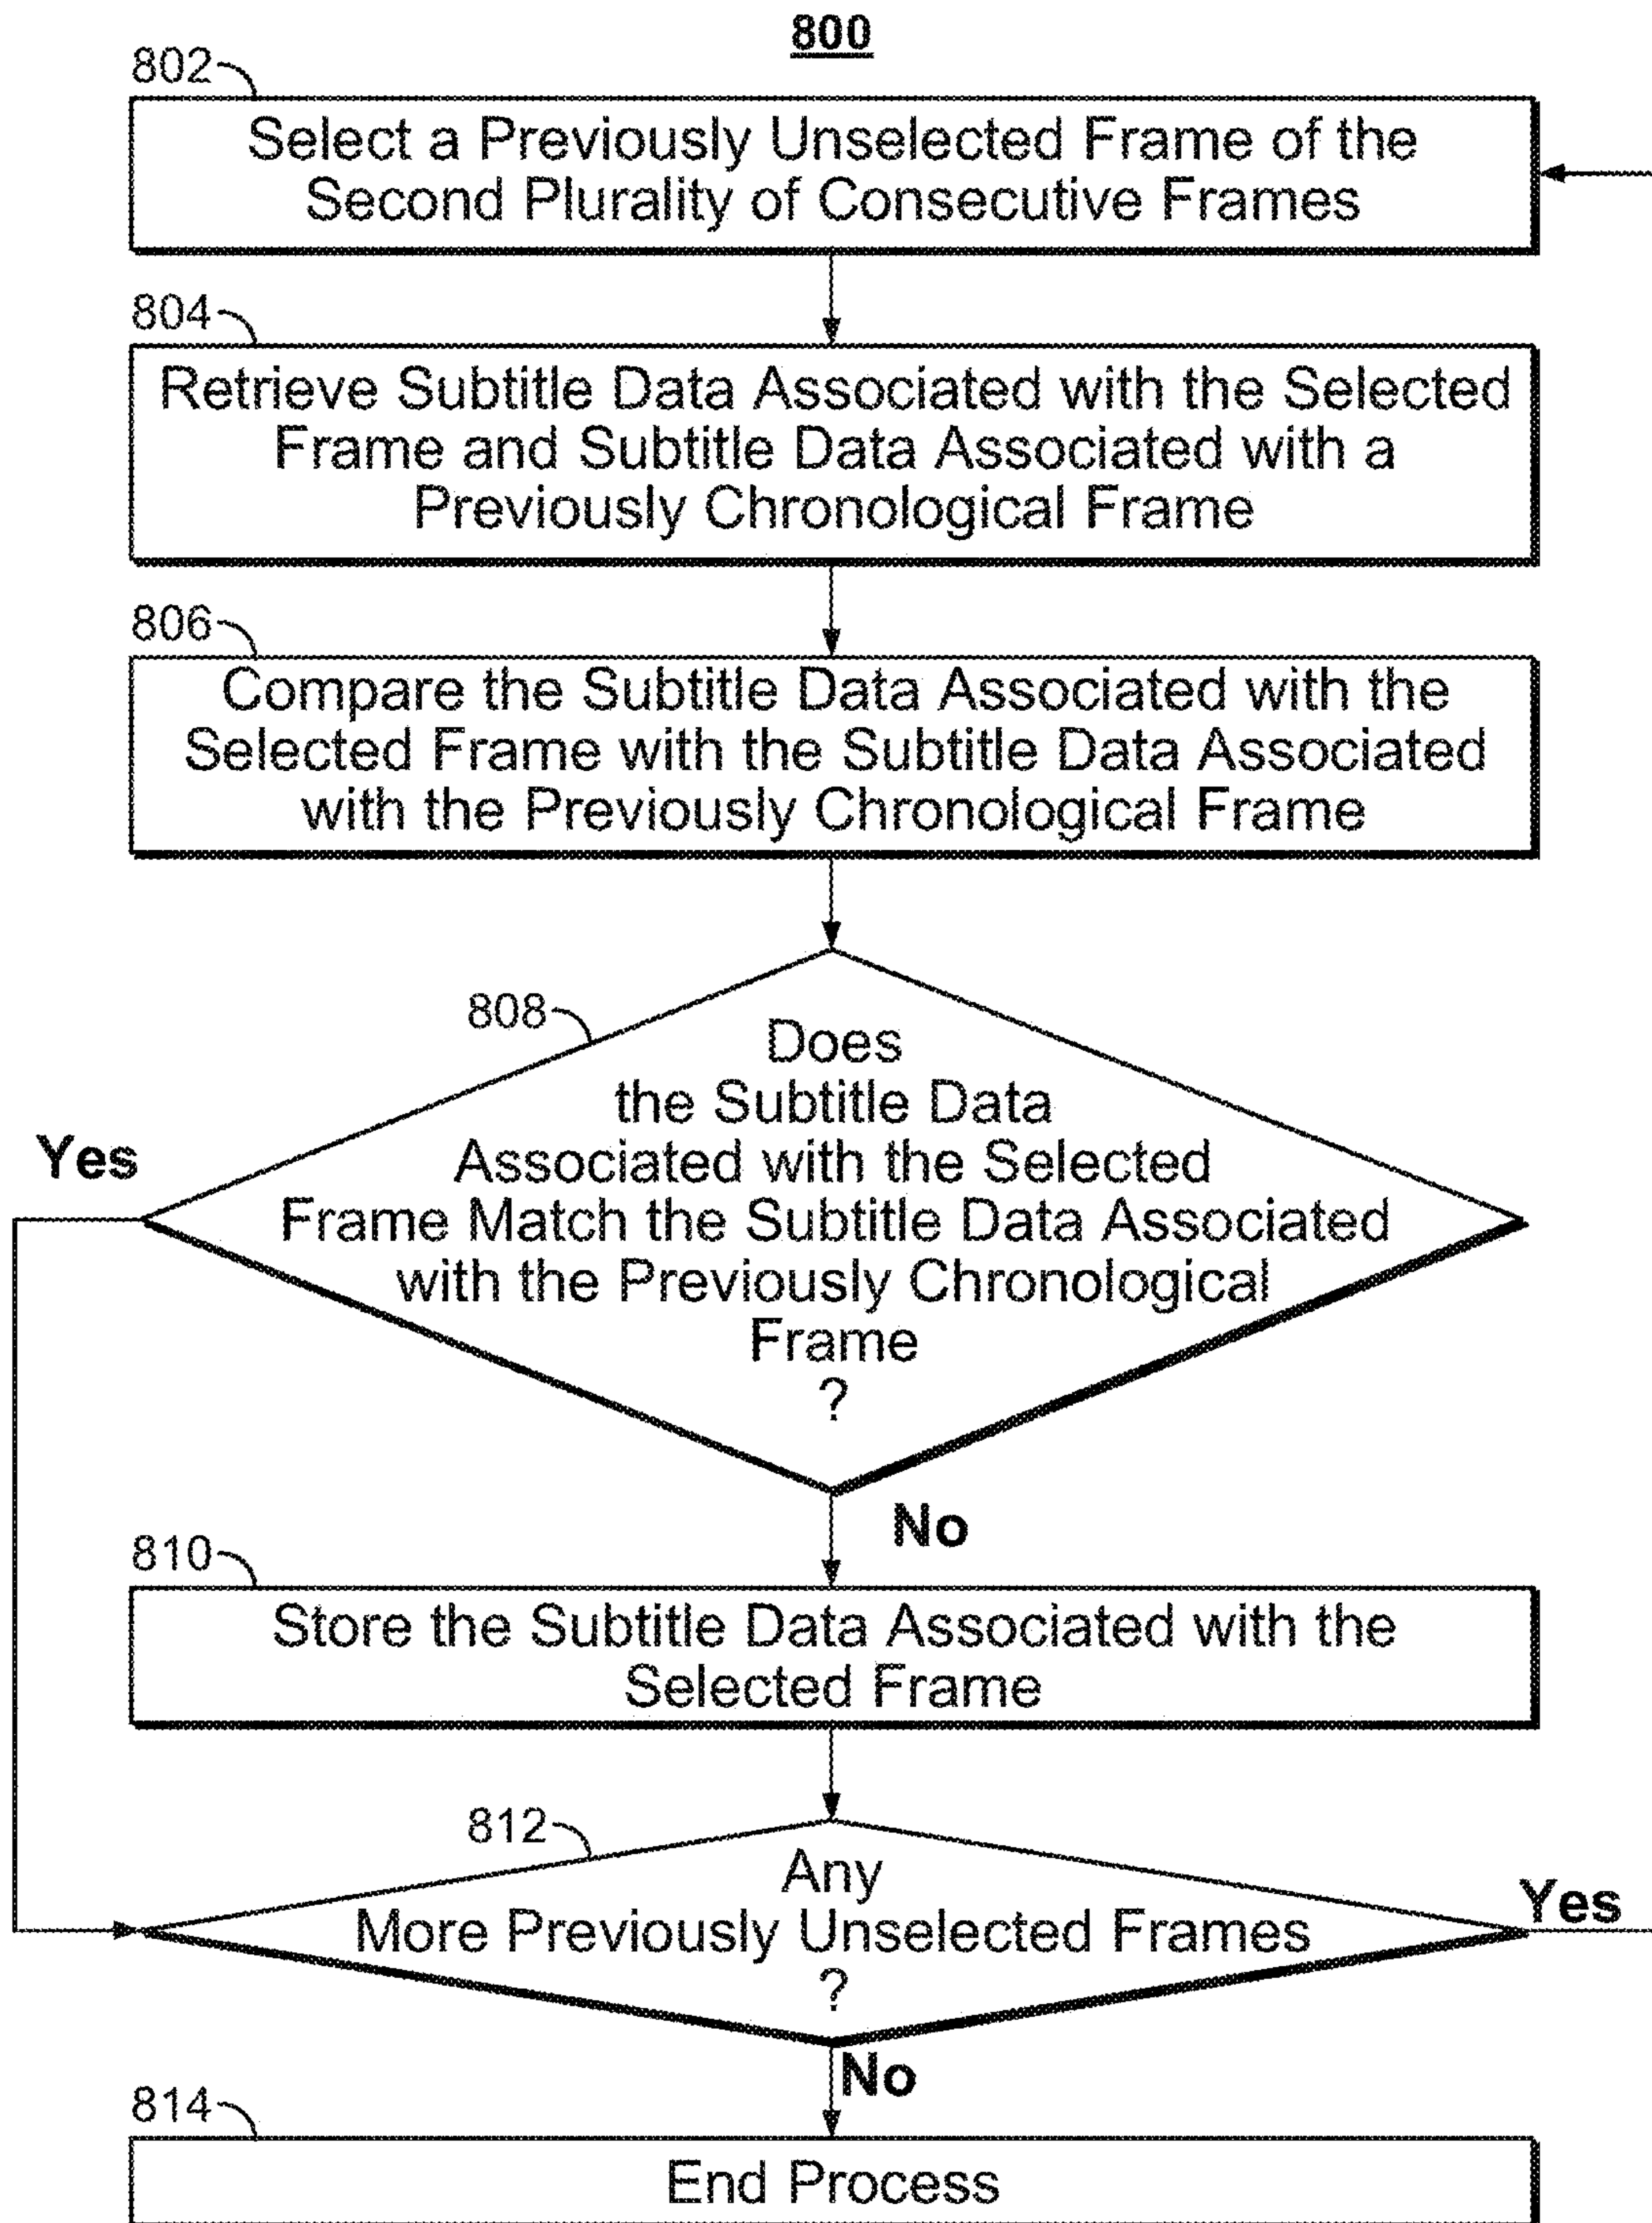 800
802
Select a Previously Unselected Frame of the
Second Plurality of Consecutive Frames
804
Retrieve Subtitle Data Associated with the Selected
Frame and Subtitle Data Associated with a
Previously Chronological Frame
806
Compare the Subtitle Data Associated with the
Selected Frame with the Subtitle Data Associated
with the Previously Chronological Frame
808
Does
the Subtitle Data
Associated with the Selected
Frame Match the Subtitle Data Associated
with the Previously Chronological
Frame
?
Yes
No
810
Store the Subtitle Data Associated with the
Selected Frame
812
Any
More Previously Unselected Frames
?
Yes
No
814
End Process